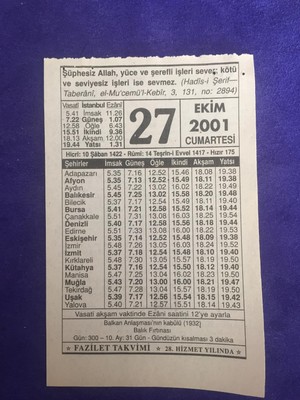 Şüphesiz Allah, yüce ve şerefli işleri sever; kötü
ve seviyesiz işleri ise sevmez. (Hadîs-i Şerif—
Taberânî, el-Mu'cemü'l-Kebîr, 3, 131, no: 2894)
Vasatî İstanbul Ezânî
5.41 İmsak 11.26
7.22 Güneş 1.07
12.58 Öğle 6.43
15.51 İkindi 9.36
18.13 Akşam 12.00
19.44 Yatsı 1.31
27
EKİM
2001
CUMARTESİ
Hicrî: 10 Şâban 1422 - Rûmî: 14 Teşrîn-i Evvel 1417 - Hızır 175
Şehirler İmsak Güneş Öğle İkindi Akşam Yatsı
Adapazarı 5.35 7.16 12.52 15.46 18.08 19.38
Afyon 5.35 7.13 12.52 15.49 18.11 19.38
Aydın 5.45 7.22 13.02 16.02 18.22 19.49
Balıkesir 5.45 7.25 13.02 15.58 18.20 19.48
Bilecik 5.37 7.17 12.54 15.49 18.11 19.40
Bursa 5.41 7.21 12.58 15.52 18.14 19.44
Çanakkale 5.51 7.31 13.08 16.03 18.25 19.54
Denizli 5.40 7.17 12.58 15.56 18.18 19.44
Edirne 5.51 7.33 13.08 16.00 18.22 19.53
Eskişehir 5.35 7.14 12.52 15.48 18.09 19.38
İzmir 5.48 7.26 13.05 16.03 18.24 19.52
İzmit 5.37 7.18 12.54 15.48 18.10 19.40
Kırklareli 5.48 7.30 13.05 15.57 18.19 19.50
Kütahya 5.37 7.16 12.54 15.50 18.12 19.40
Manisa 5.47 7.25 13.04 16.02 18.23 19.50
Muğla 5.43 7.20 13.00 16.00 18.21 19.47
Tekirdağ 5.47 7.28 13.04 15.57 18.19 19.50
Uşak 5.39 7.17 12.56 15.54 18.15 19.42
Yalova 5.40 7.21 12.57 15.51 18.14 19.43
Vasatî akşam vaktinde Ezânî saatini 12'ye ayarla
Balkan Anlaşması'nın kabûlü (1932)
Balık Fırtınası
Gün: 300 – 10. Ay: 31 Gün - Gündüzün kısalması 3 dakika
★ FAZİLET TAKVİMİ ★ 28. HİZMET YILINDA ★